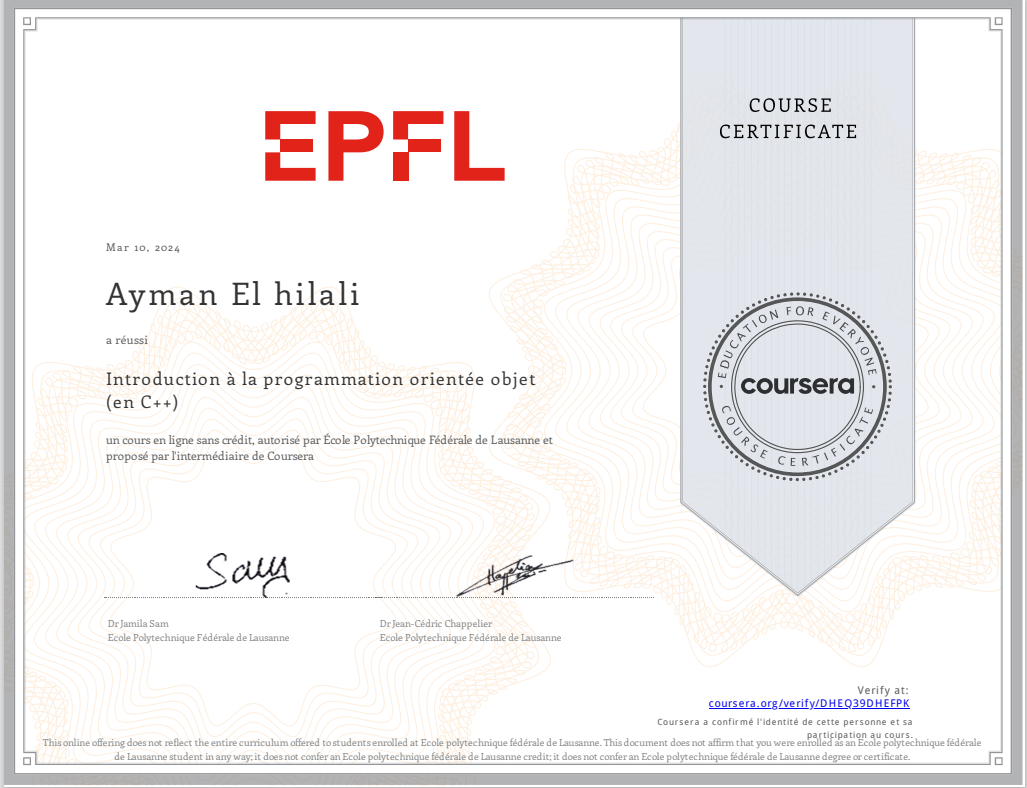 EPFL
COURSE
CERTIFICATE
Mar 10, 2024
Ayman El hilali
a réussi
Introduction à la programmation orientée objet
(en C++)
un cours en ligne sans crédit, autorisé par École Polytechnique Fédérale de Lausanne et
proposé par l'intermédiaire de Coursera
EDUCATION FOR EVERYONE
coursera
COURSE CERTIFICATE
Dr Jamila Sam
Ecole Polytechnique Fédérale de Lausanne
Dr Jean-Cédric Chappelier
Ecole Polytechnique Fédérale de Lausanne
Verify at:
coursera.org/verify/DHEQ39DHEFPK
Coursera a confirmé l'identité de cette personne et sa
participation au cours.
This online offering does not reflect the entire curriculum offered to students enrolled at Ecole polytechnique fédérale de Lausanne. This document does not affirm that you were enrolled as an Ecole polytechnique fédérale
de Lausanne student in any way; it does not confer an Ecole polytechnique fédérale de Lausanne credit; it does not confer an Ecole polytechnique fédérale de Lausanne degree or certificate.